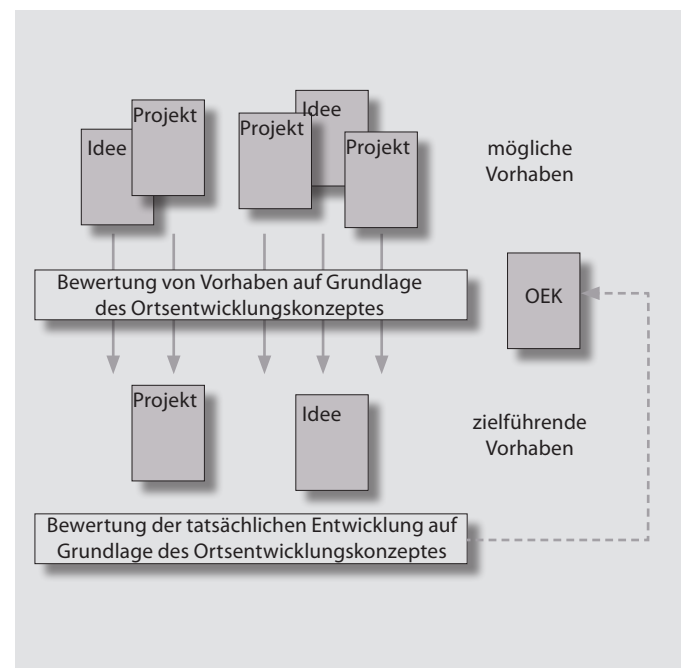 Idee
Projekt
Projekt
Idee
Projekt
mögliche
Vorhaben
Bewertung von Vorhaben auf Grundlage
des Ortsentwicklungskonzeptes
OEK
Projekt
Idee
zielführende
Vorhaben
Bewertung der tatsächlichen Entwicklung auf
Grundlage des Ortsentwicklungskonzeptes